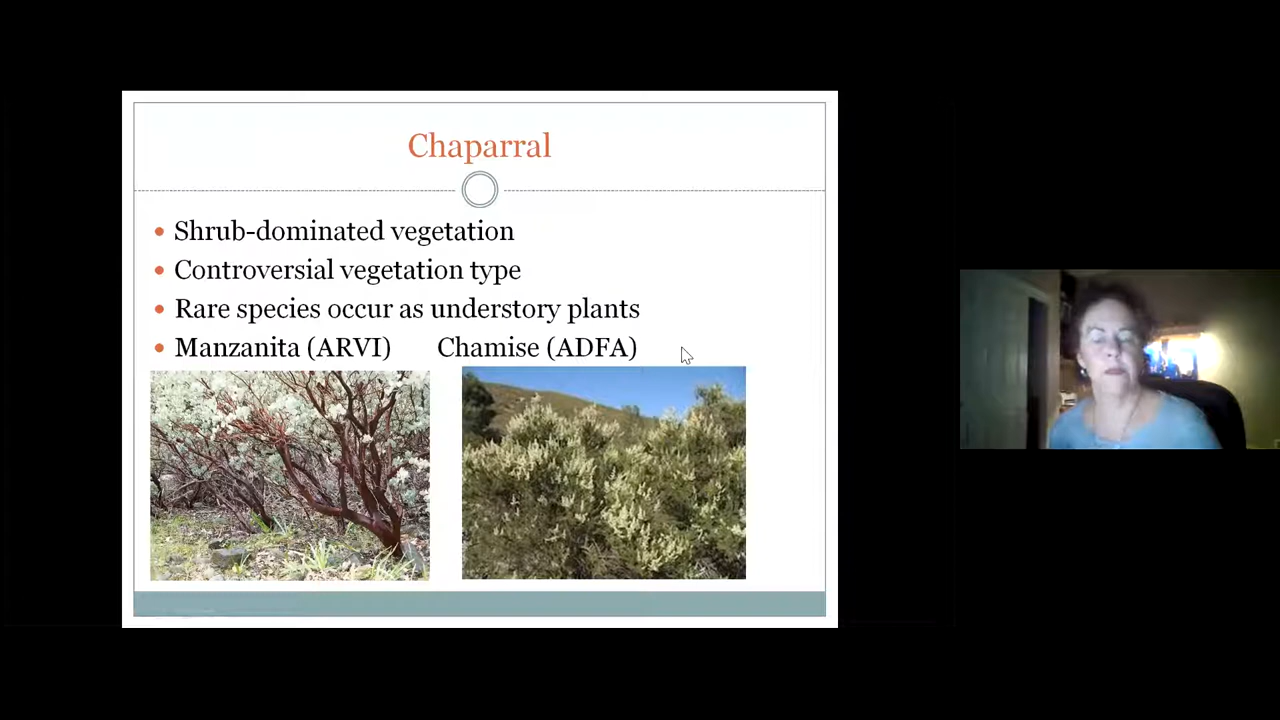 Chaparral
Shrub-dominated vegetation
Controversial vegetation type
Rare species occur as understory plants
Manzanita (ARVI) Chamise (ADFA)